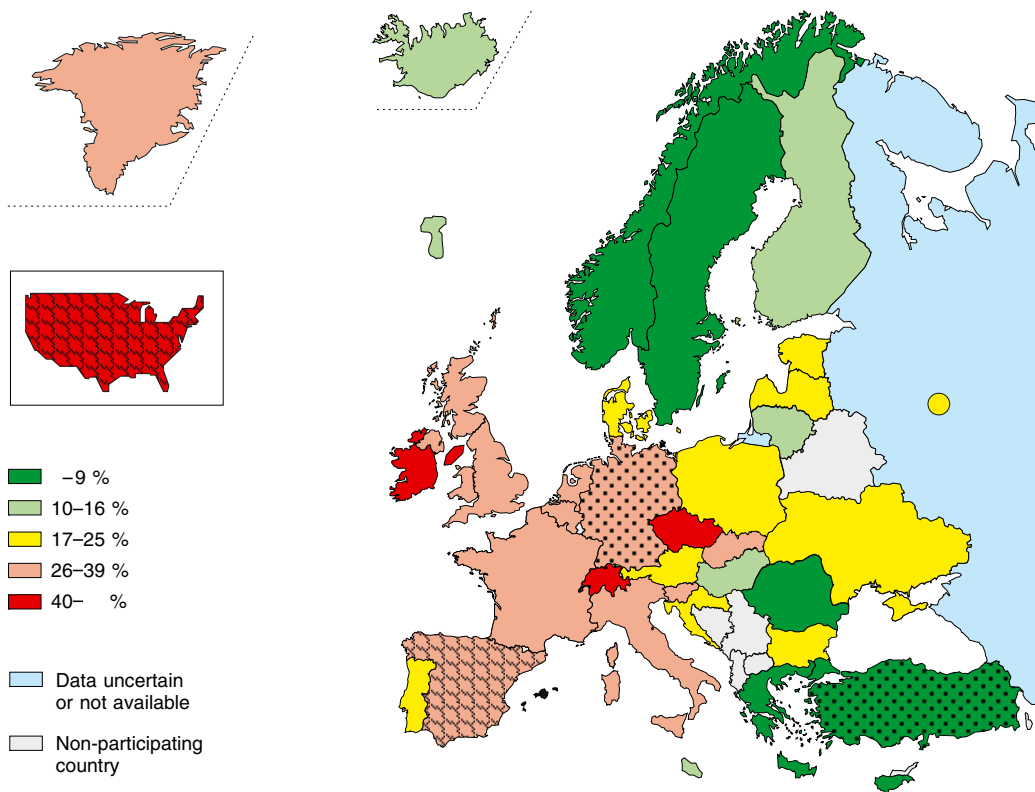 –9 %
10–16 %
17–25 %
26–39 %
40– %
Data uncertain
or not available
Non-participating
country